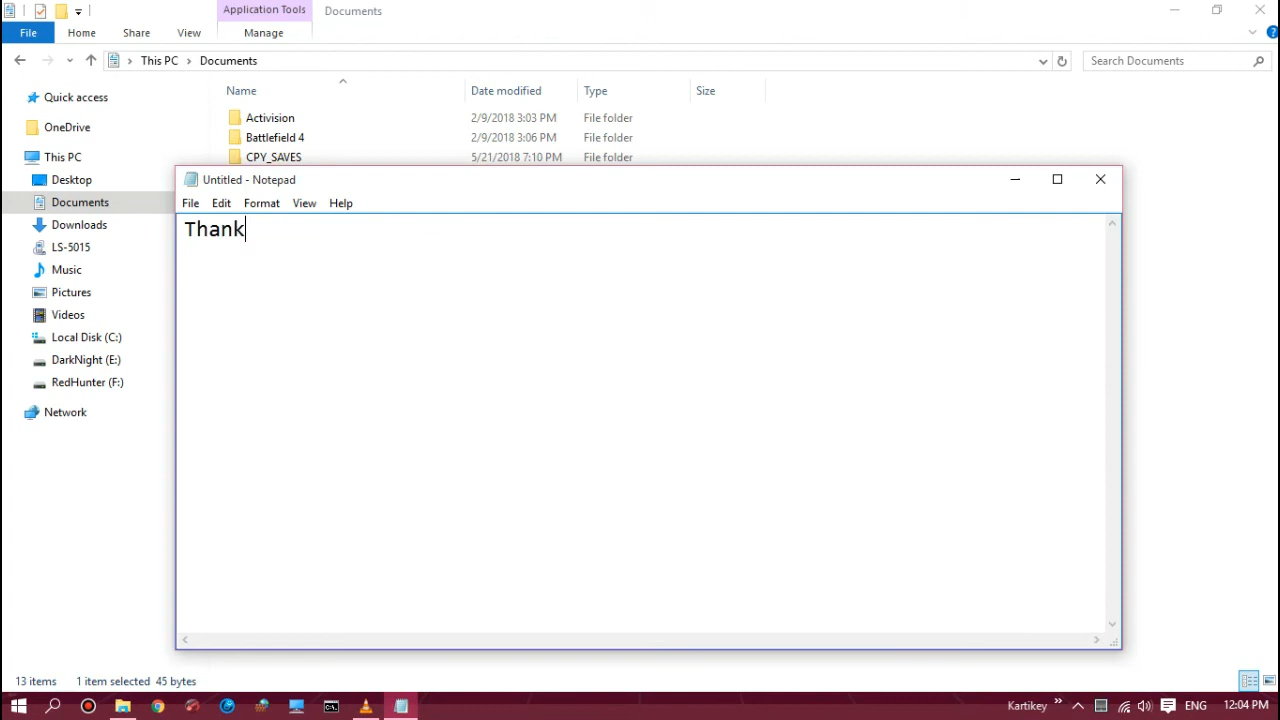 Application Tools Documents
File Home Share View Manage
This PC Documents Search Documents
Name Date modified Type Size
Quick access
OneDrive
This PC
Desktop
Documents
Downloads
LS-5015
Music
Pictures
Videos
Local Disk (C:)
DarkNight (E:)
RedHunter (F:)
Network
Activision 2/9/2018 3:03 PM File folder
Battlefield 4 2/9/2018 3:06 PM File folder
CPY_SAVES 5/21/2018 7:10 PM File folder
Untitled - Notepad
File Edit Format View Help
Thank
13 items 1 item selected 45 bytes
Kartikey ENG 12:04 PM